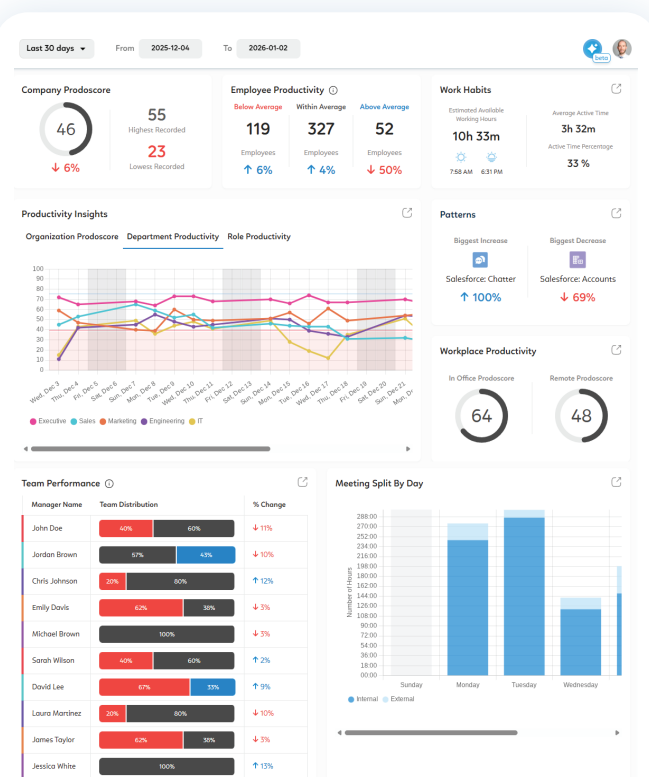 Last 30 days
From
2025-12-04
To
2026-01-02
beta
Company Prodoscore
46
6%
55
Highest Recorded
23
Lowest Recorded
Employee Productivity
Below Average
Within Average
Above Average
119
327
52
Employees
Employees
Employees
6%
4%
50%
Work Habits
Estimated Available
Working Hours
10h 33m
7:58 AM
6:31 PM
Average Active Time
3h 32m
Active Time Percentage
33 %
Productivity Insights
Organization Prodoscore
Department Productivity
Role Productivity
100
90
80
70
60
50
40
30
20
10
0
Wed, Dec 3
Thu, Dec 4
Fri, Dec 5
Sat, Dec 6
Sun, Dec 7
Mon, Dec 8
Tue, Dec 9
Wed, Dec 10
Thu, Dec 11
Fri, Dec 12
Sat, Dec 13
Sun, Dec 14
Mon, Dec 15
Tue, Dec 16
Wed, Dec 17
Thu, Dec 18
Fri, Dec 19
Sat, Dec 20
Sun, Dec 21
Mon, D
Executive
Sales
Marketing
Engineering
IT
Patterns
Biggest Increase
Salesforce: Chatter
100%
Biggest Decrease
Salesforce: Accounts
69%
Workplace Productivity
In Office Prodoscore
64
Remote Prodoscore
48
Team Performance
Manager Name
Team Distribution
% Change
John Doe
40%
60%
11%
Jordan Brown
57%
43%
10%
Chris Johnson
20%
80%
12%
Emily Davis
62%
38%
3%
Michael Brown
100%
3%
Sarah Wilson
40%
60%
2%
David Lee
67%
33%
9%
Laura Martinez
20%
80%
10%
James Taylor
62%
38%
3%
Jessica White
100%
13%
Meeting Split By Day
Number of Hours
288:00
270:00
252:00
234:00
216:00
198:00
180:00
162:00
144:00
126:00
108:00
90:00
72:00
54:00
36:00
18:00
00:00
Sunday
Monday
Tuesday
Wednesday
Internal
External